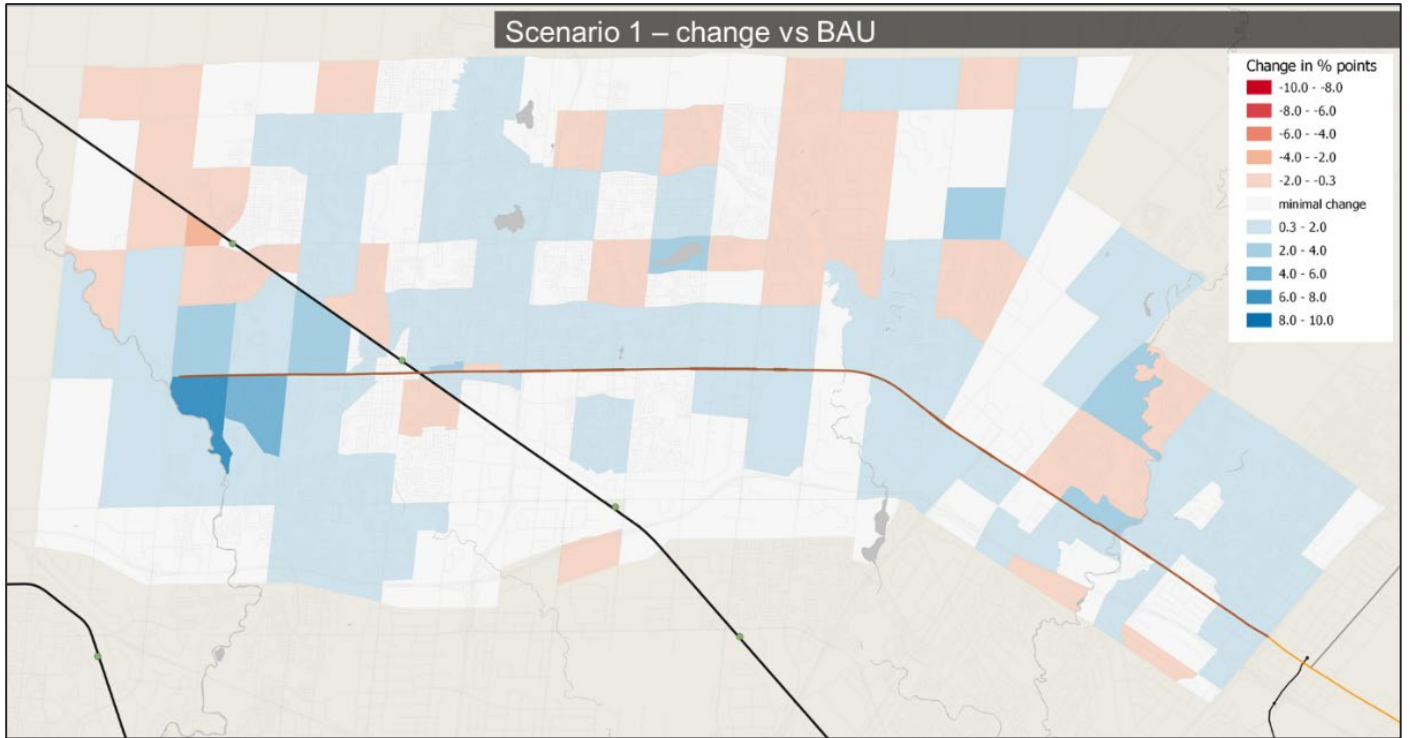 Scenario 1 – change vs BAU
Change in % points
-10.0 - -8.0
-8.0 - -6.0
-6.0 - -4.0
-4.0 - -2.0
-2.0 - -0.3
minimal change
0.3 - 2.0
2.0 - 4.0
4.0 - 6.0
6.0 - 8.0
8.0 - 10.0